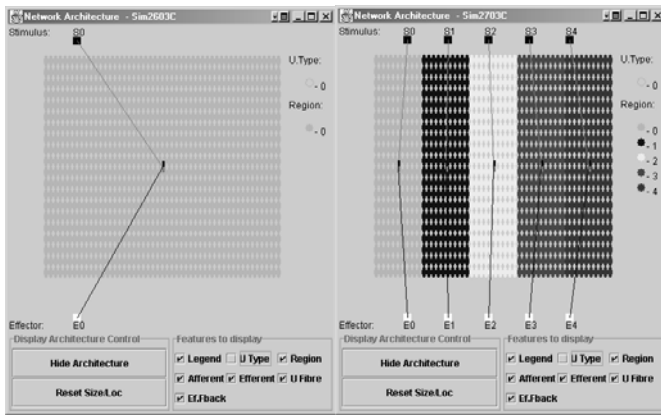 Network Architecture - Sim2603C
Stimulus:
S0
U.Type:
- 0
Region:
- 0
Effector:
E0
Display Architecture Control
Hide Architecture
Reset Size/Loc
Features to display
Legend U Type Region
Afferent Efferent U Fibre
Ef.Fback
Network Architecture - Sim2703C
Stimulus:
S0 S1 S2 S3 S4
U.Type:
- 0
Region:
- 0
- 1
- 2
- 3
- 4
Effector:
E0 E1 E2 E3 E4
Display Architecture Control
Hide Architecture
Reset Size/Loc
Features to display
Legend U Type Region
Afferent Efferent U Fibre
Ef.Fback